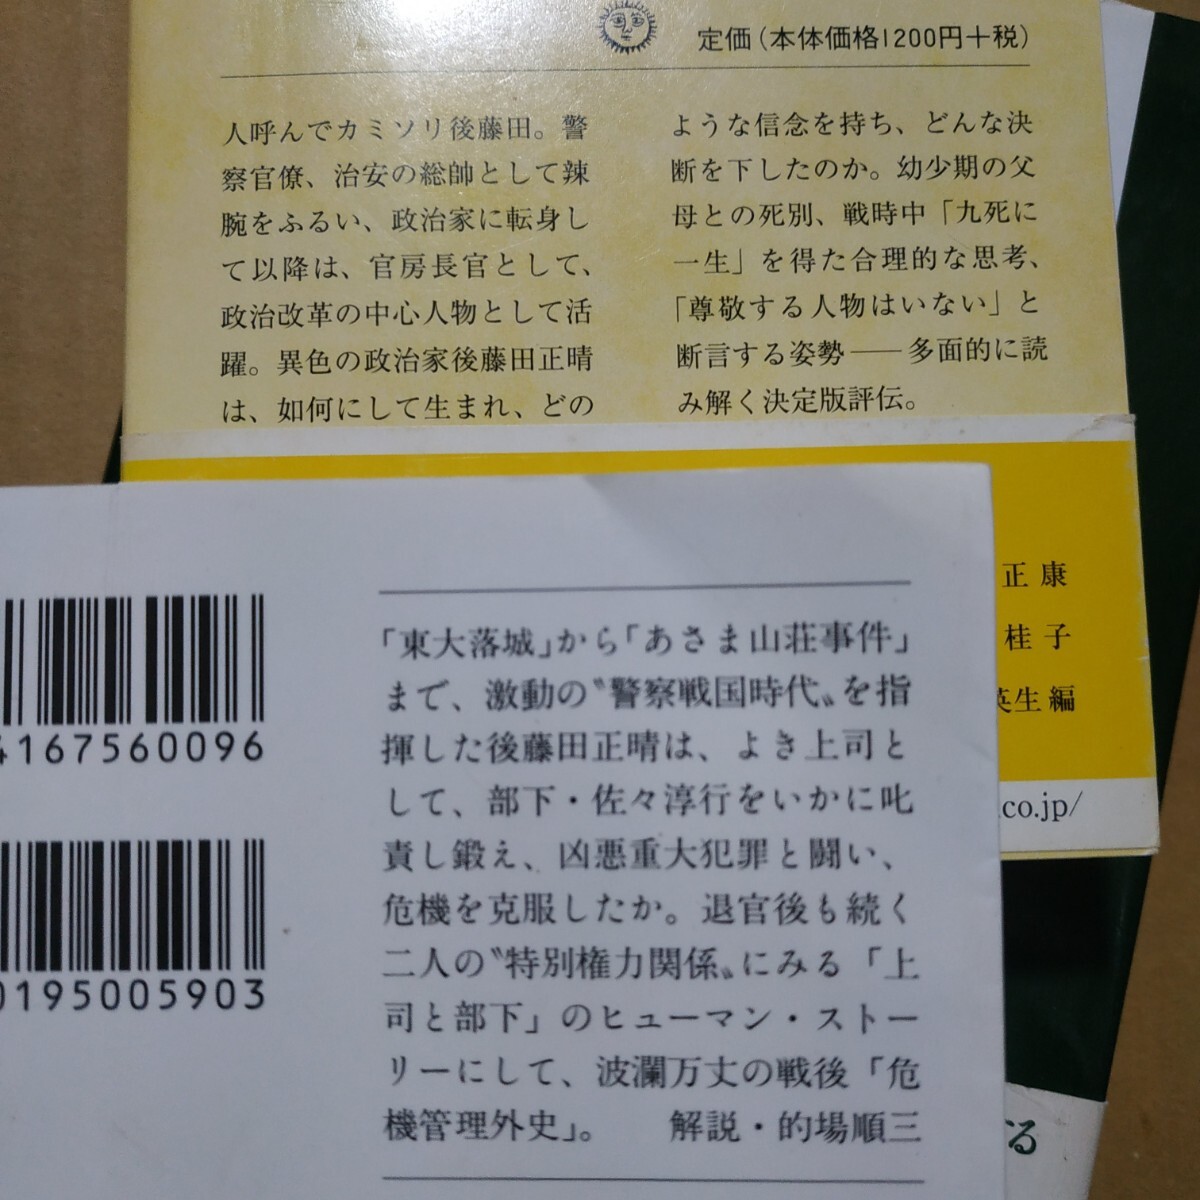 定価（本体価格1200円＋税）
人呼んでカミソリ後藤田。警
察官僚、治安の総帥として辣
腕をふるい、政治家に転身し
て以降は、官房長官として、
政治改革の中心人物として活
躍。異色の政治家後藤田正晴
は、如何にして生まれ、どの
ような信念を持ち、どんな決
断を下したのか。幼少期の父
母との死別、戦時中「九死に
一生」を得た合理的な思考、
「尊敬する人物はいない」と
断言する姿勢——多面的に読
み解く決定版評伝。
正康
桂子
英生編
.co.jp/
4167560096
0195005903
「東大落城」から「あさま山荘事件」
まで、激動の〝警察戦国時代〟を指
揮した後藤田正晴は、よき上司と
して、部下・佐々淳行をいかに叱
責し鍛え、凶悪重大犯罪と闘い、
危機を克服したか。退官後も続く
二人の〝特別権力関係〟にみる「上
司と部下」のヒューマン・ストー
リーにして、波瀾万丈の戦後「危
機管理外史」。　解説・的場順三
る